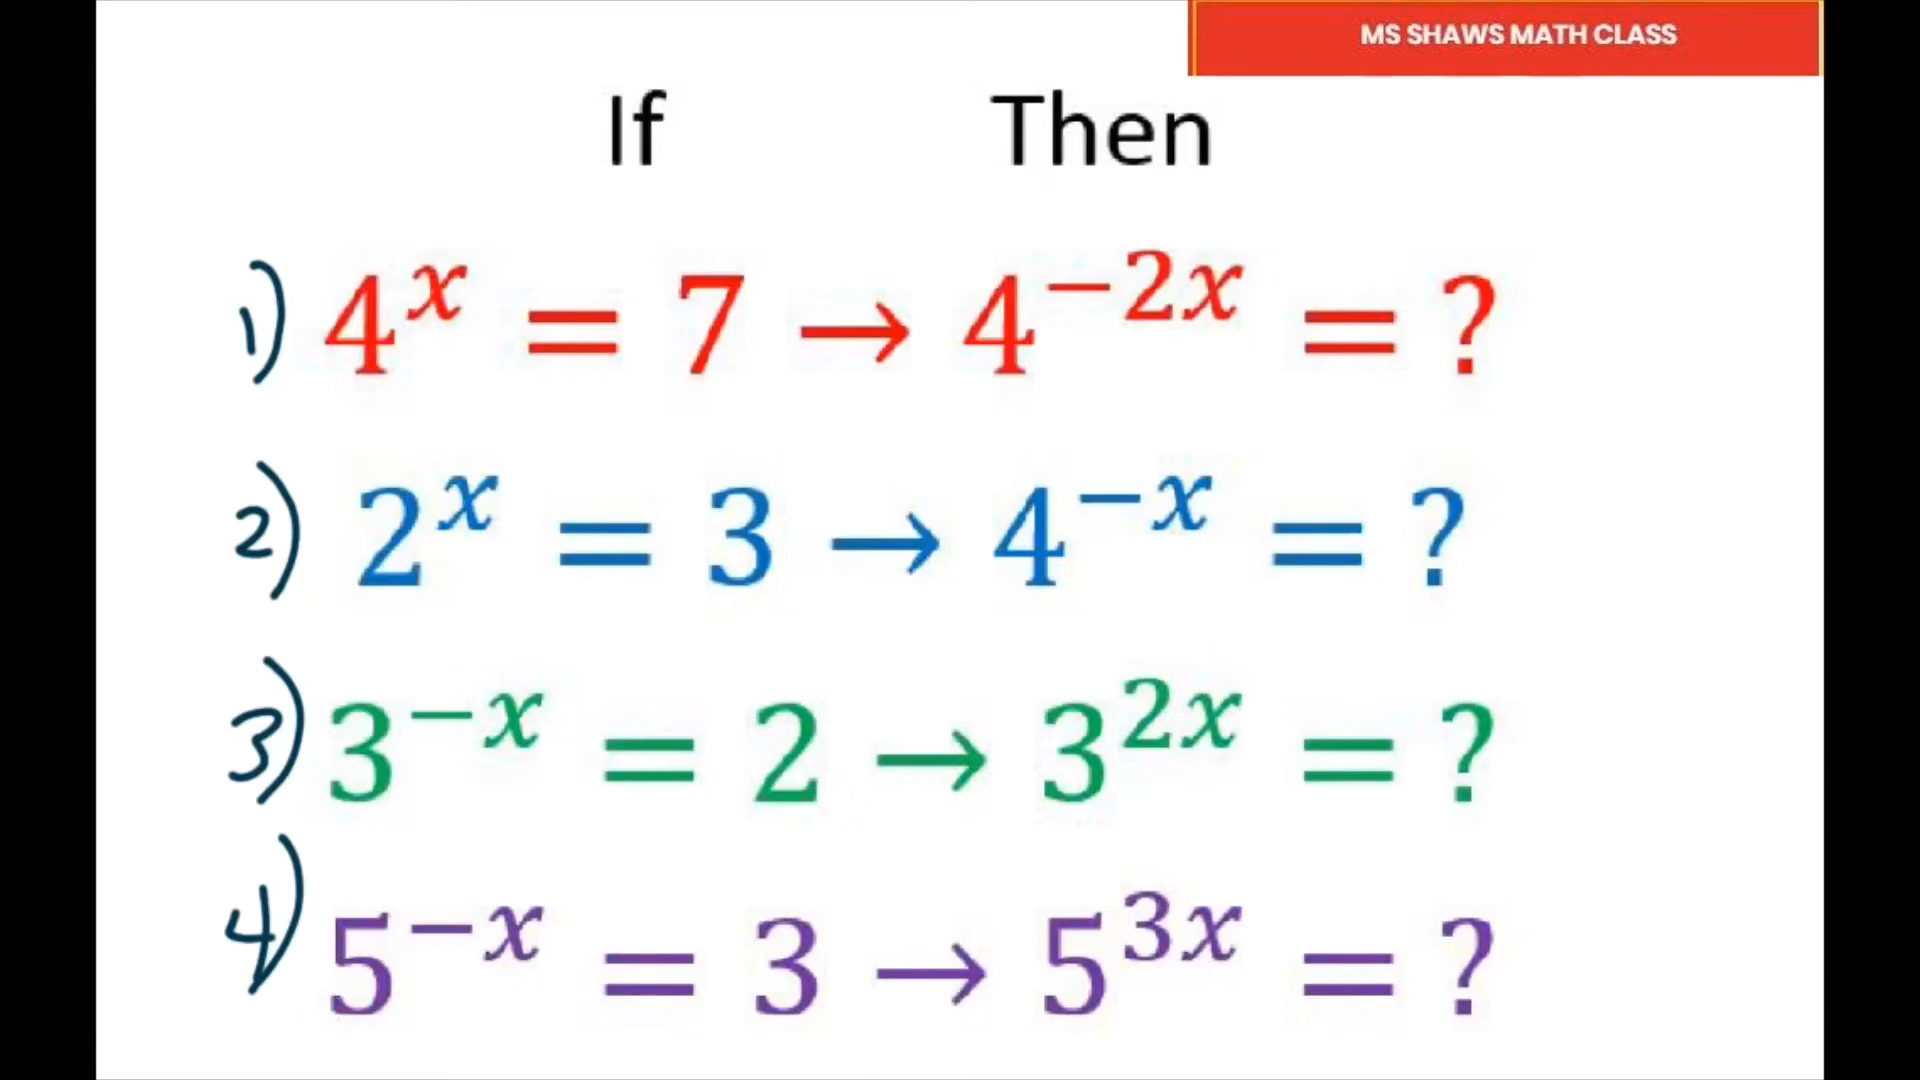 MS SHAWS MATH CLASS
If Then
1) 4^x = 7 → 4^{-2x} = ?
2) 2^x = 3 → 4^{-x} = ?
3) 3^{-x} = 2 → 3^{2x} = ?
4) 5^{-x} = 3 → 5^{3x} = ?